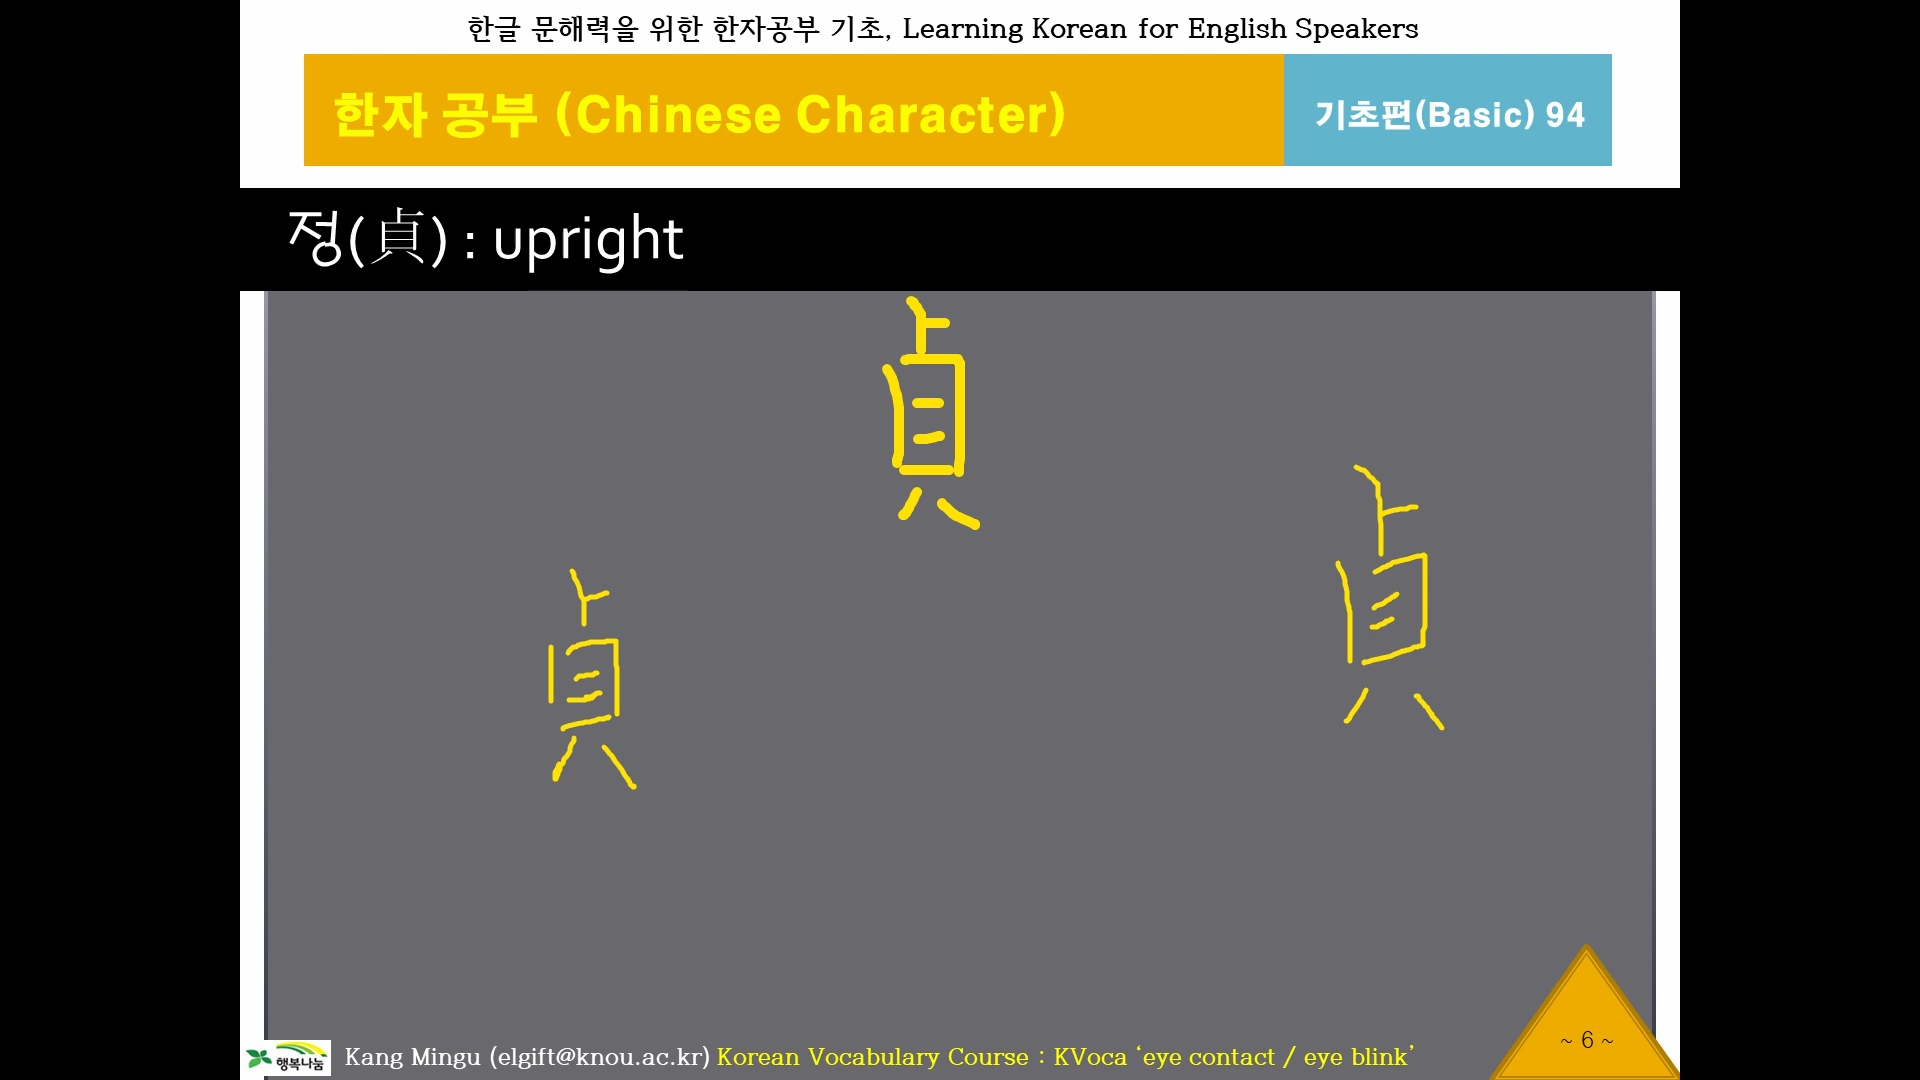 한글 문해력을 위한 한자공부 기초, Learning Korean for English Speakers
한자 공부 (Chinese Character)
기초편(Basic) 94
정(貞) : upright
貞
貞
貞
~ 6 ~
행복나눔
Kang Mingu (elgift@knou.ac.kr) Korean Vocabulary Course : KVoca ‘eye contact / eye blink’